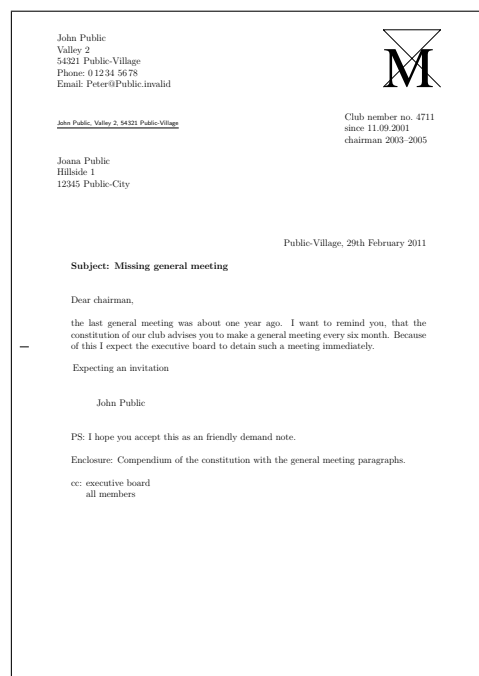 John Public
Valley 2
54321 Public-Village
Phone: 0 12 34 56 78
Email: Peter@Public.invalid
M
John Public, Valley 2, 54321 Public-Village
Club nember no. 4711
since 11.09.2001
chairman 2003–2005
Joana Public
Hillside 1
12345 Public-City
Public-Village, 29th February 2011
Subject: Missing general meeting
Dear chairman,
the last general meeting was about one year ago. I want to remind you, that the
constitution of our club advises you to make a general meeting every six month. Because
of this I expect the executive board to detain such a meeting immediately.
Expecting an invitation
John Public
PS: I hope you accept this as an friendly demand note.
Enclosure: Compendium of the constitution with the general meeting paragraphs.
cc: executive board
all members